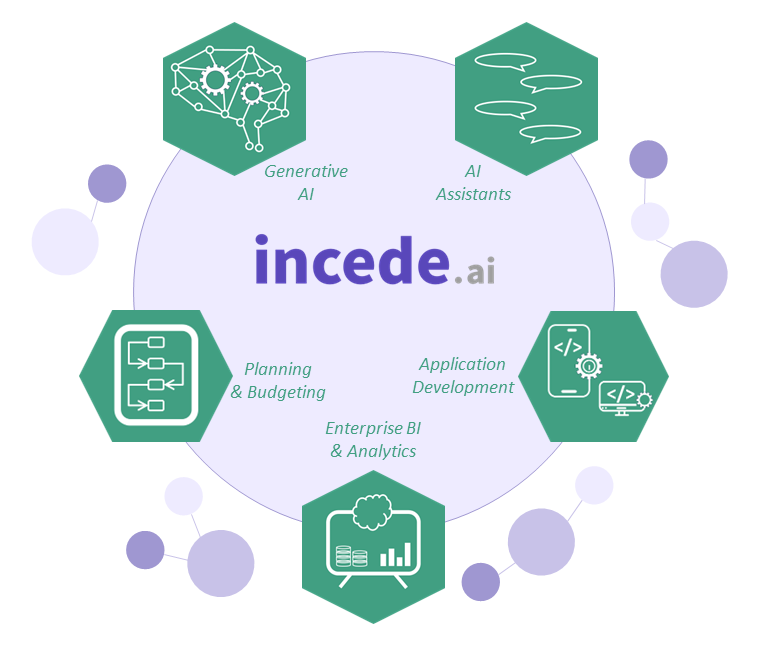 Generative
AI
AI
Assistants
incede.ai
Planning
& Budgeting
Application
Development
</>
</>
Enterprise BI
& Analytics